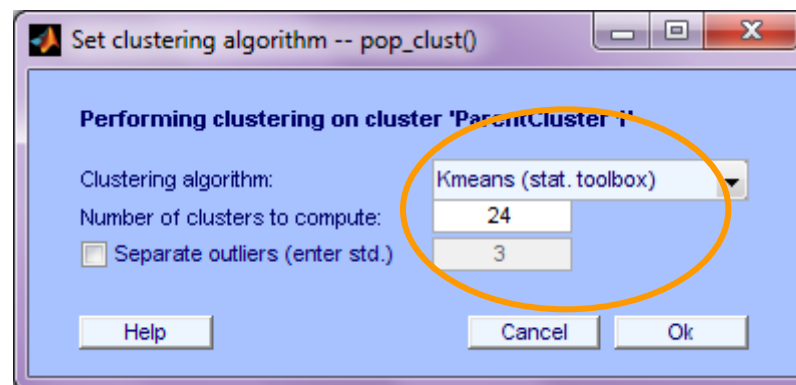 Set clustering algorithm -- pop_clust()
Performing clustering on cluster 'ParentCluster 1'
Clustering algorithm: Kmeans (stat. toolbox)
Number of clusters to compute: 24
Separate outliers (enter std.) 3
Help Cancel Ok